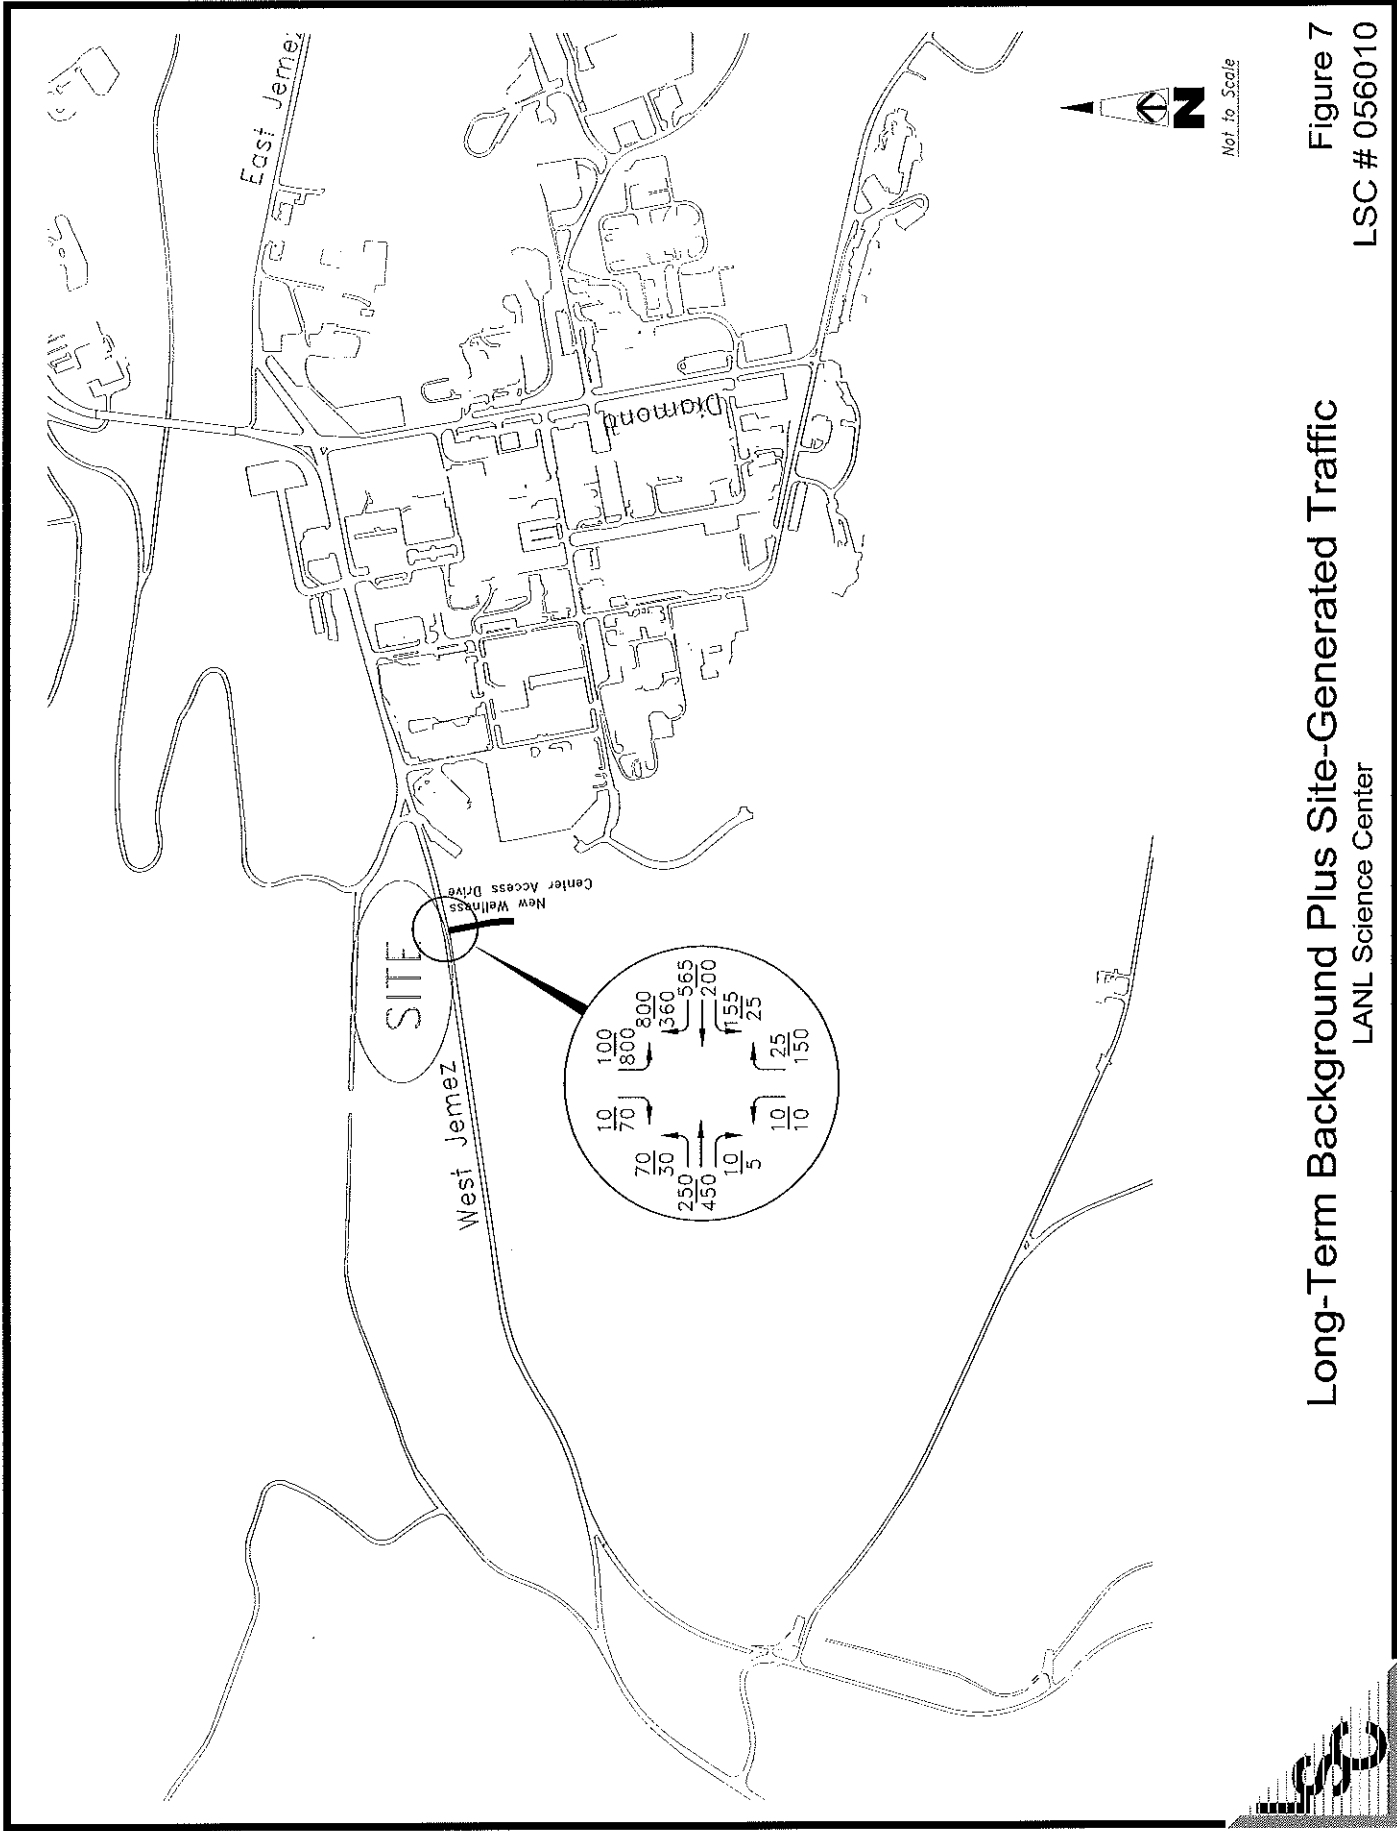 East Jemez
Diamond
SITE
New Wellness
Center Access Drive
West Jemez
10
70
100
800
70
30
800
360
250
450
565
200
10
5
155
25
10
10
25
150
N
Not to Scale
Figure 7
LSC # 056010
Long-Term Background Plus Site-Generated Traffic
LANL Science Center
LSC